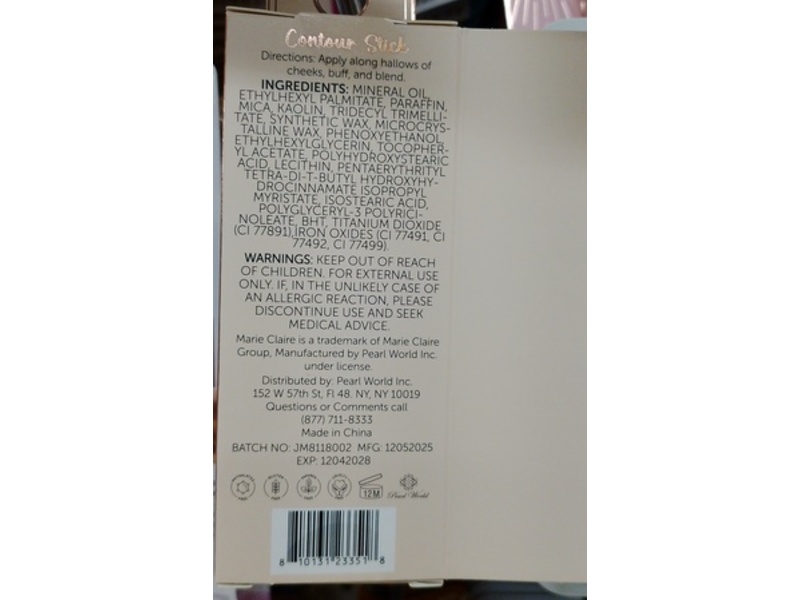 Contour Stick
Directions: Apply along hallows of
cheeks, buff, and blend.
INGREDIENTS: MINERAL OIL,
ETHYLHEXYL PALMITATE, PARAFFIN,
MICA, KAOLIN, TRIDECYL TRIMELLI-
TATE, SYNTHETIC WAX, MICROCRYS-
TALLINE WAX, PHENOXYETHANOL,
ETHYLHEXYLGLYCERIN, TOCOPHER-
YL ACETATE, POLYHYDROXYSTEARIC
ACID, LECITHIN, PENTAERYTHRITYL
TETRA-DI-T-BUTYL HYDROXYHY-
DROCINNAMATE ISOPROPYL
MYRISTATE, ISOSTEARIC ACID,
POLYGLYCERYL-3 POLYRICI-
NOLEATE, BHT, TITANIUM DIOXIDE
(CI 77891),IRON OXIDES (CI 77491, CI
77492, CI 77499).
WARNINGS: KEEP OUT OF REACH
OF CHILDREN. FOR EXTERNAL USE
ONLY. IF, IN THE UNLIKELY CASE OF
AN ALLERGIC REACTION, PLEASE
DISCONTINUE USE AND SEEK
MEDICAL ADVICE.
Marie Claire is a trademark of Marie Claire
Group, Manufactured by Pearl World Inc.
under license.
Distributed by: Pearl World Inc.
152 W 57th St, Fl 48. NY, NY 10019
Questions or Comments call
(877) 711-8333
Made in China
BATCH NO: JM8118002 MFG: 12052025
EXP: 12042028
12M
Pearl World
8 10131 23351 8